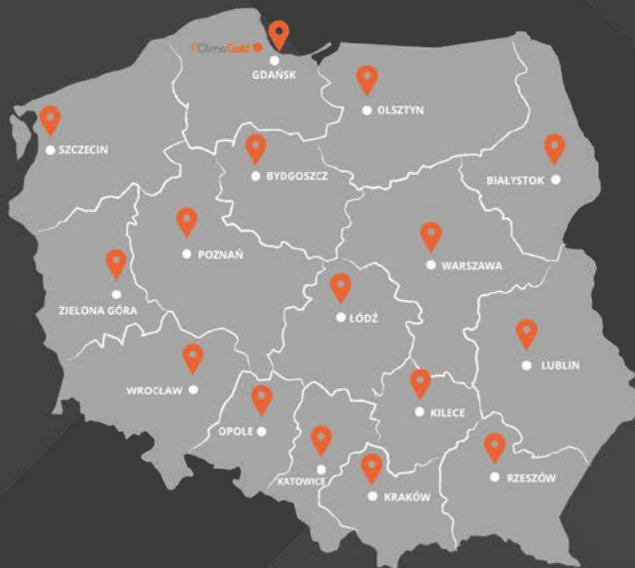 ClimaGold
GDAŃSK
OLSZTYN
SZCZECIN
BYDGOSZCZ
BIAŁYSTOK
POZNAŃ
WARSZAWA
ZIELONA GÓRA
ŁÓDŹ
LUBLIN
WROCŁAW
KILECE
OPOLE
KATOWICE
RZESZÓW
KRAKÓW